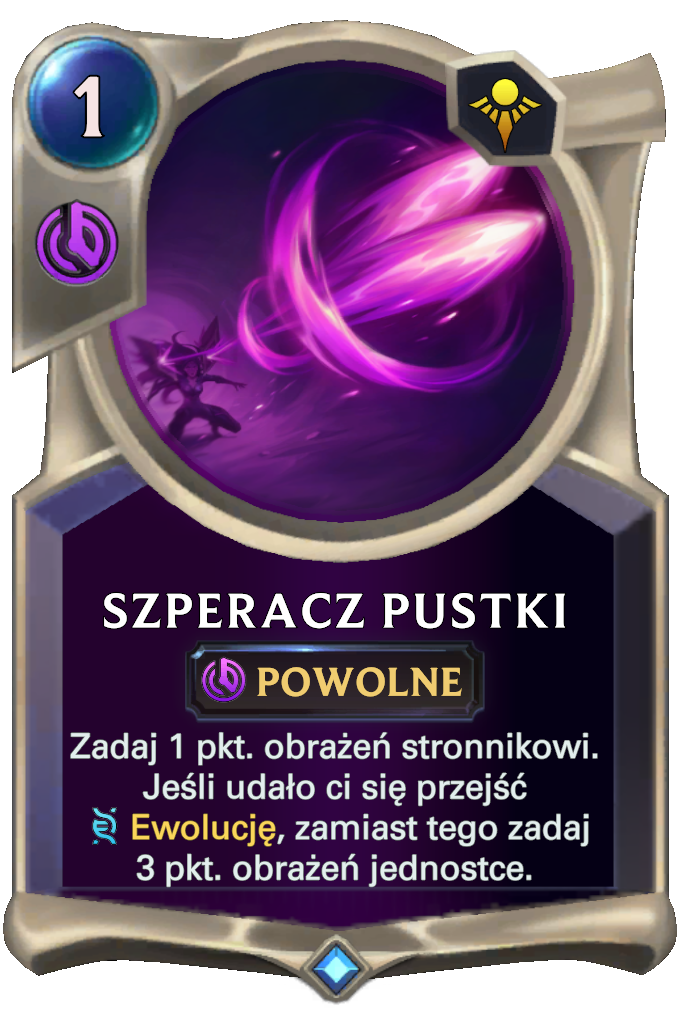 1
SZPERACZ PUSTKI
POWOLNE
Zadaj 1 pkt. obrażeń stronnikowi.
Jeśli udało ci się przejść
Ewolucję, zamiast tego zadaj
3 pkt. obrażeń jednostce.